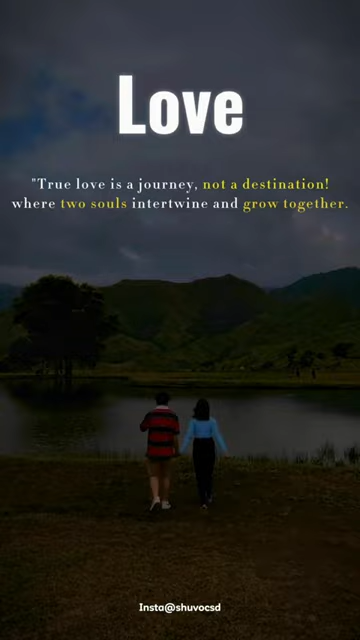 Love
"True love is a journey, not a destination!
where two souls intertwine and grow together.
Insta@shuvocsd